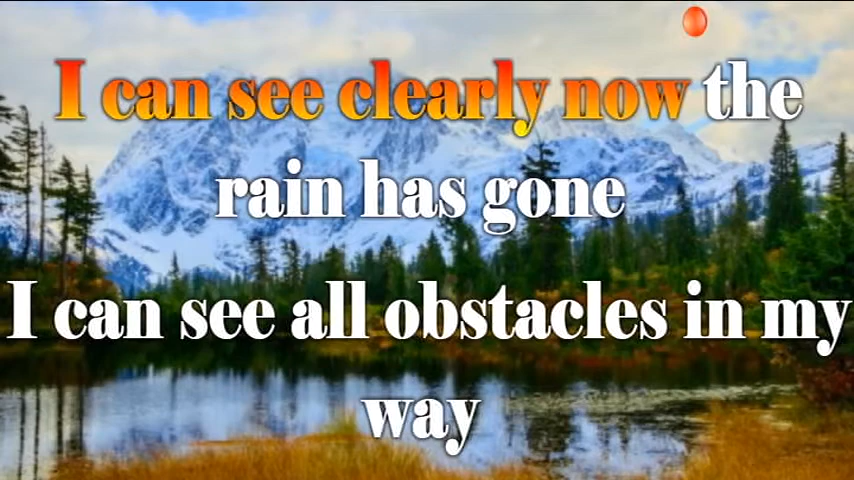 I can see clearly now the
rain has gone
I can see all obstacles in my
way